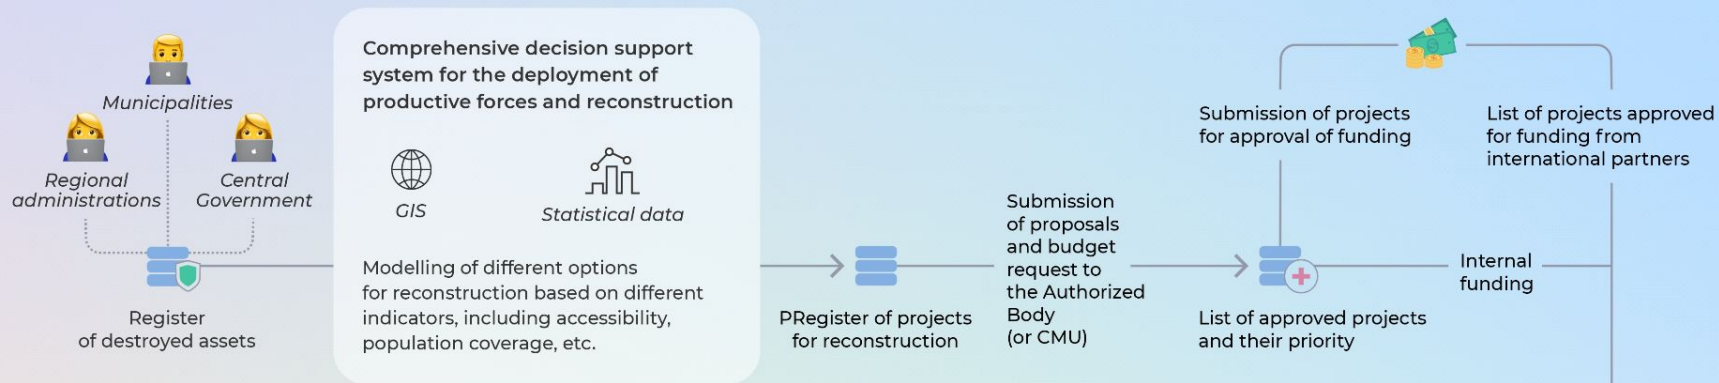 Municipalities
Regional
administrations
Central
Government
Register
of destroyed assets
Comprehensive decision support
system for the deployment of
productive forces and reconstruction
GIS
Statistical data
Modelling of different options
for reconstruction based on different
indicators, including accessibility,
population coverage, etc.
PRegister of projects
for reconstruction
Submission
of proposals
and budget
request to
the Authorized
Body
(or CMU)
Submission of projects
for approval of funding
List of projects approved
for funding from
international partners
Internal
funding
List of approved projects
and their priority